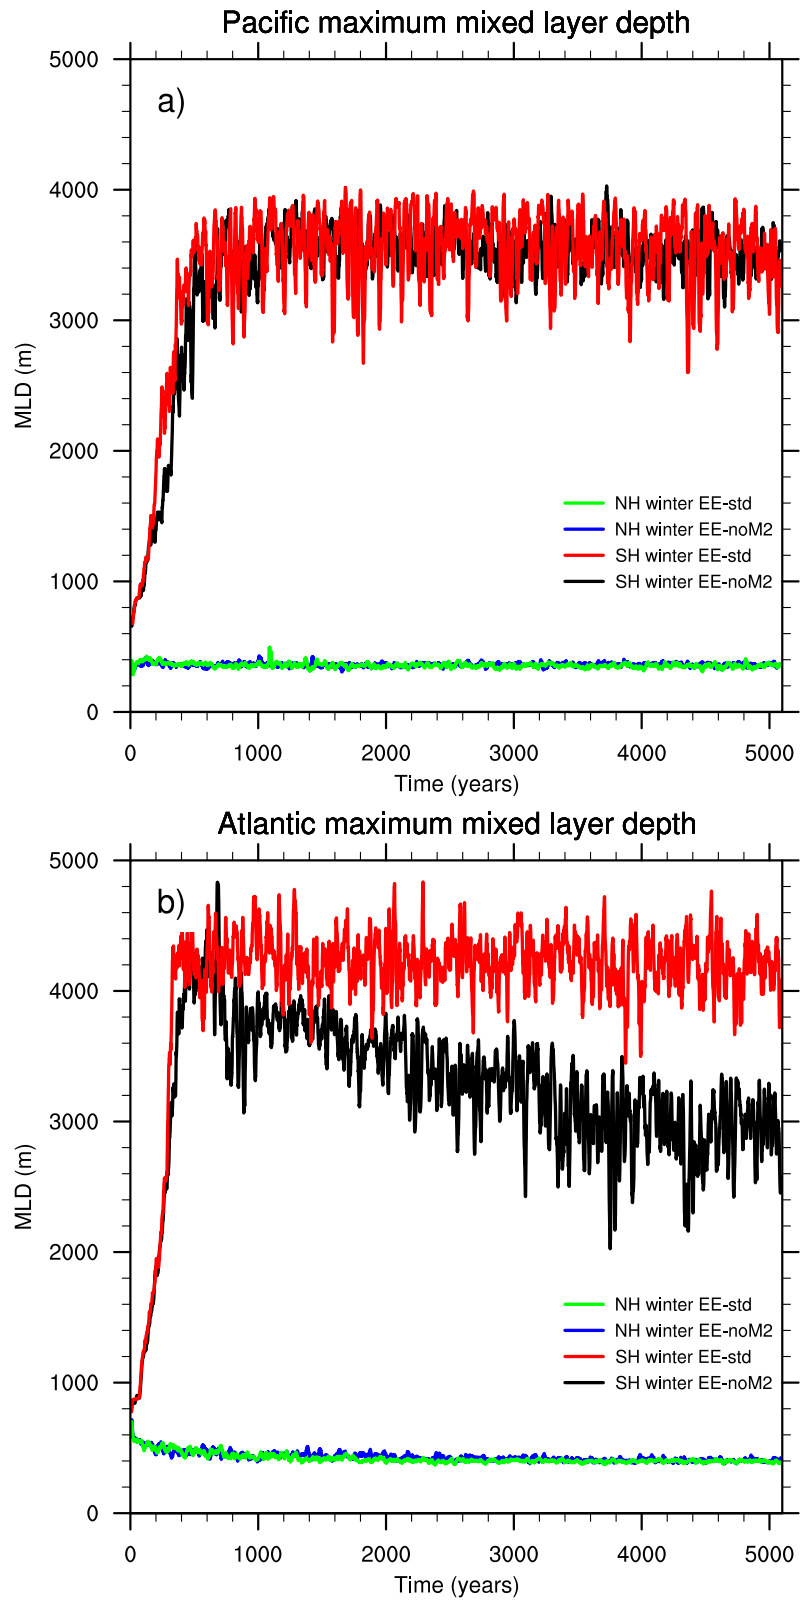 Pacific maximum mixed layer depth
a)
5000
4000
3000
2000
1000
0
MLD (m)
NH winter EE-std
NH winter EE-noM2
SH winter EE-std
SH winter EE-noM2
0 1000 2000 3000 4000 5000
Time (years)
Atlantic maximum mixed layer depth
b)
5000
4000
3000
2000
1000
0
MLD (m)
NH winter EE-std
NH winter EE-noM2
SH winter EE-std
SH winter EE-noM2
0 1000 2000 3000 4000 5000
Time (years)